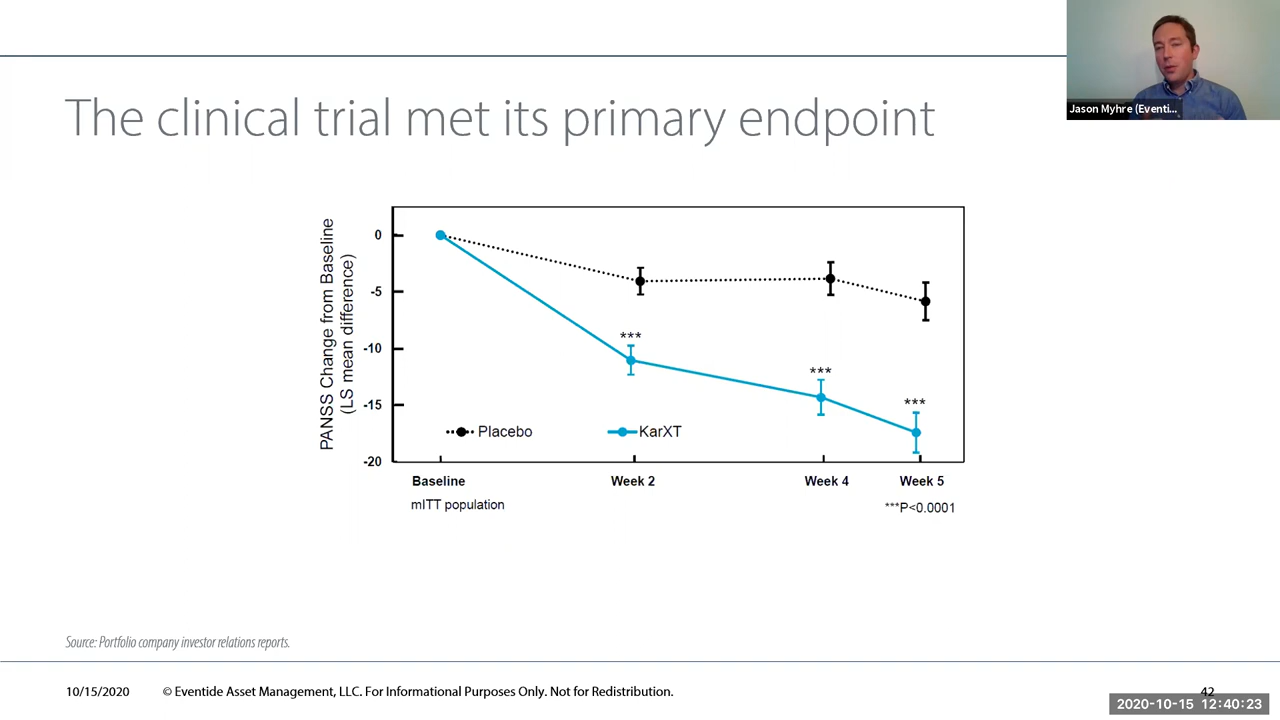 Jason Myhre (Eventi...
The clinical trial met its primary endpoint
PANSS Change from Baseline
(LS mean difference)
0
-5
-10
-15
-20
***
***
***
Placebo
KarXT
Baseline
Week 2
Week 4
Week 5
mITT population
***P<0.0001
Source: Portfolio company investor relations reports.
10/15/2020
© Eventide Asset Management, LLC. For Informational Purposes Only. Not for Redistribution.
42
2020-10-15 12:40:23